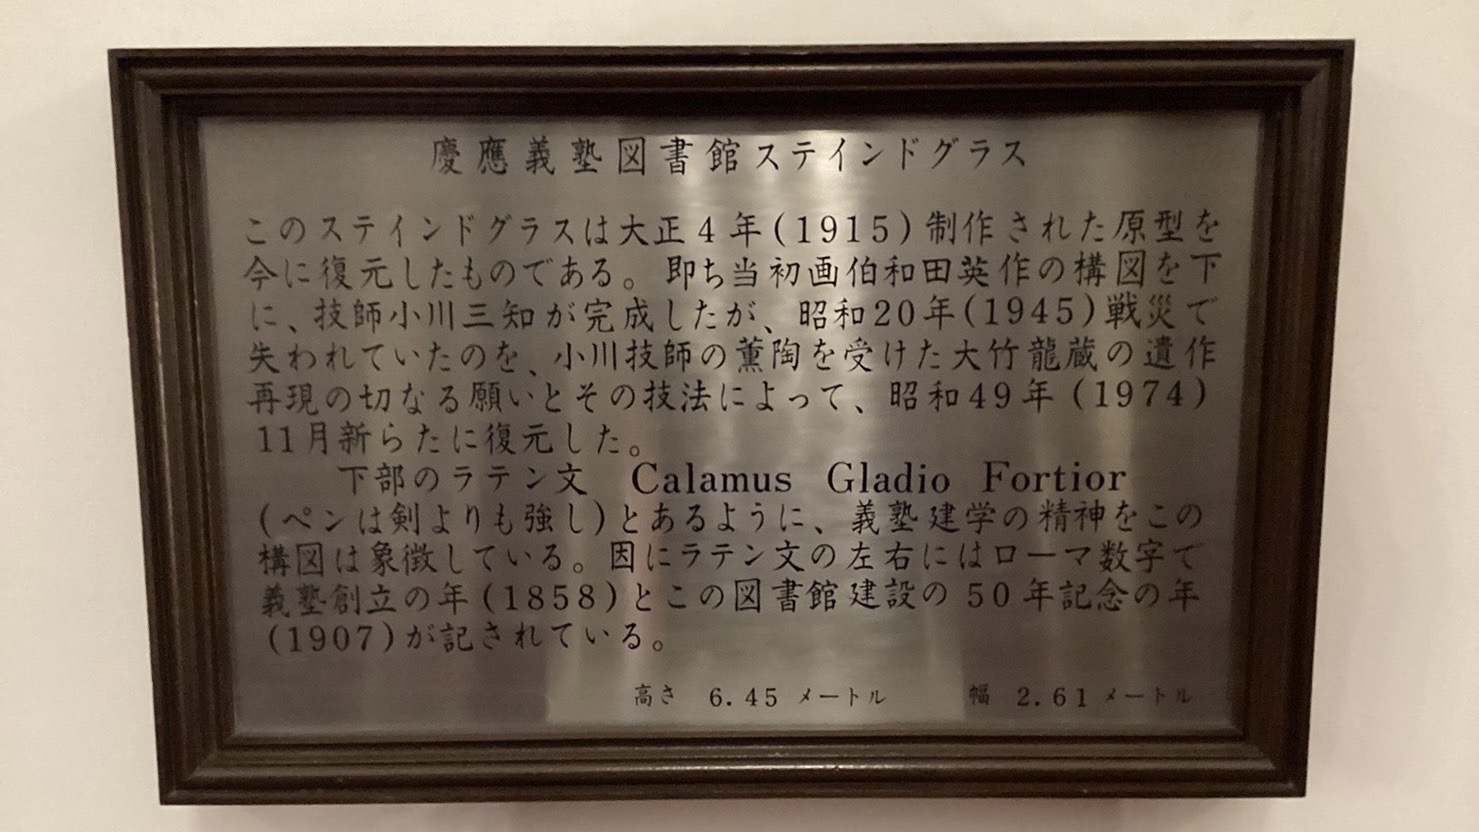 慶應義塾図書館ステインドグラス
このステインドグラスは大正4年(1915)制作された原型を
今に復元したものである。即ち当初画伯和田英作の構図を下
に、技師小川三知が完成したが、昭和20年(1945)戦災で
失われていたのを、小川技師の薫陶を受けた大竹龍蔵の遺作
再現の切なる願いとその技法によって、昭和49年(1974)
11月新らたに復元した。
下部のラテン文 Calamus Gladio Fortior
(ペンは剣よりも強し)とあるように、義塾建学の精神をこの
構図は象徴している。因にラテン文の左右にはローマ数字で
義塾創立の年(1858)とこの図書館建設の50年記念の年
(1907)が記されている。
高さ 6.45 メートル 幅 2.61 メートル